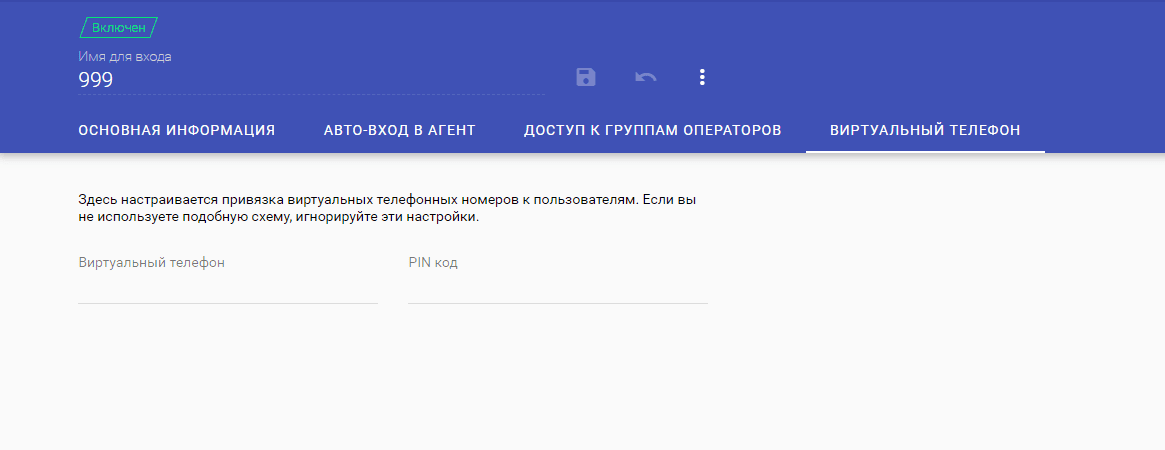 Включен
Имя для входа
999
ОСНОВНАЯ ИНФОРМАЦИЯ АВТО-ВХОД В АГЕНТ ДОСТУП К ГРУППАМ ОПЕРАТОРОВ ВИРТУАЛЬНЫЙ ТЕЛЕФОН
Здесь настраивается привязка виртуальных телефонных номеров к пользователям. Если вы
не используете подобную схему, игнорируйте эти настройки.
Виртуальный телефон PIN код